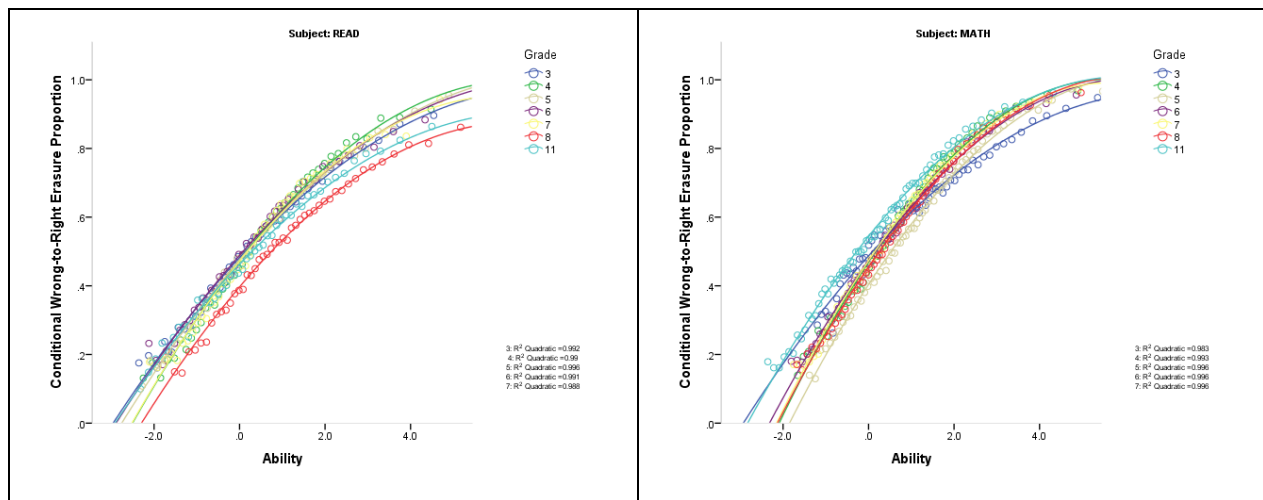 Subject: READ
Conditional Wrong-to-Right Erasure Proportion
1.0
.8
.6
.4
.2
.0
-2.0 .0 2.0 4.0
Ability
Grade
3
4
5
6
7
8
11
3: R² Quadratic =0.992
4: R² Quadratic =0.99
5: R² Quadratic =0.996
6: R² Quadratic =0.991
7: R² Quadratic =0.988
Subject: MATH
Conditional Wrong-to-Right Erasure Proportion
1.0
.8
.6
.4
.2
.0
-2.0 .0 2.0 4.0
Ability
Grade
3
4
5
6
7
8
11
3: R² Quadratic =0.983
4: R² Quadratic =0.993
5: R² Quadratic =0.996
6: R² Quadratic =0.996
7: R² Quadratic =0.996